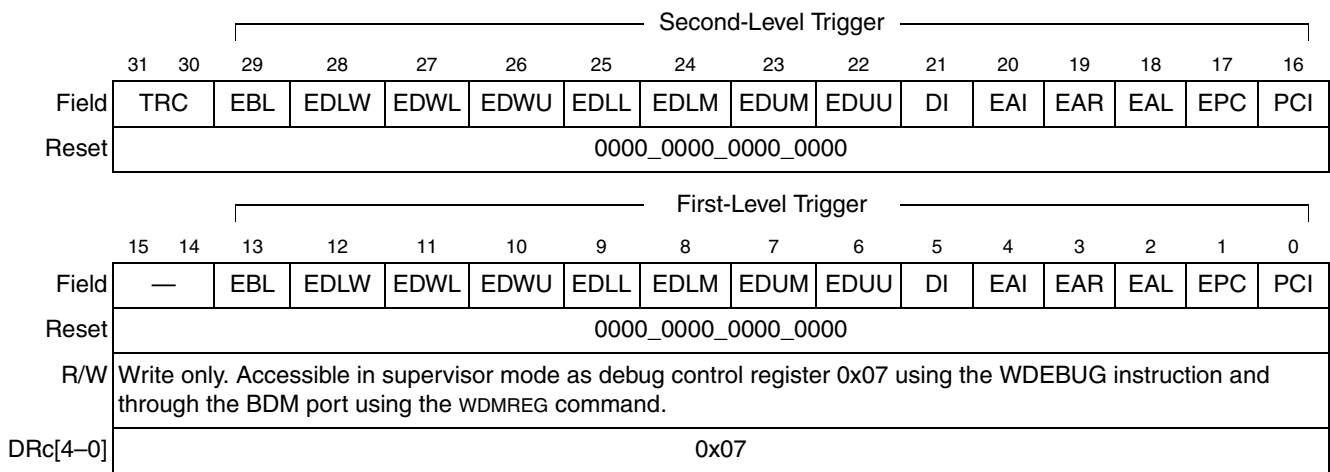 Second-Level Trigger
31 30 29 28 27 26 25 24 23 22 21 20 19 18 17 16
Field TRC EBL EDLW EDWL EDWU EDLL EDLM EDUM EDUU DI EAI EAR EAL EPC PCI
Reset 0000_0000_0000_0000
First-Level Trigger
15 14 13 12 11 10 9 8 7 6 5 4 3 2 1 0
Field — EBL EDLW EDWL EDWU EDLL EDLM EDUM EDUU DI EAI EAR EAL EPC PCI
Reset 0000_0000_0000_0000
R/W Write only. Accessible in supervisor mode as debug control register 0x07 using the WDEBUG instruction and
through the BDM port using the WDMREG command.
DRc[4–0] 0x07